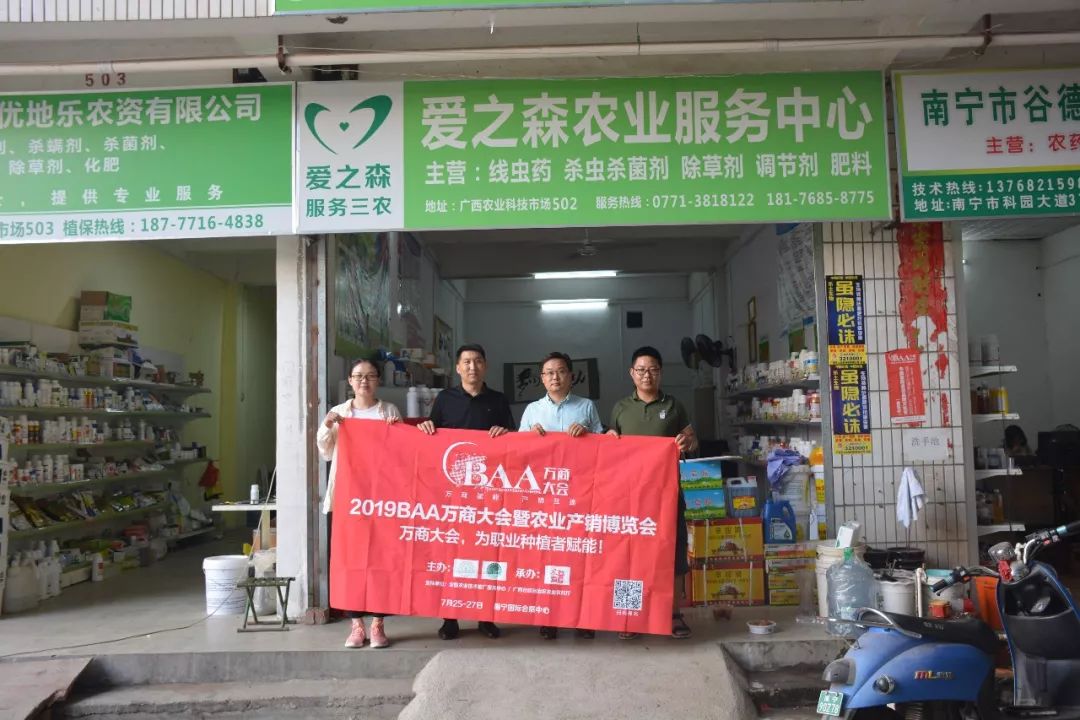 503
优地乐农资有限公司
、杀螨剂、杀菌剂、
除草剂、化肥
提供专业服务
市场503 植保热线：187-7716-4838
爱之森
服务三农
爱之森农业服务中心
主营：线虫药 杀虫杀菌剂 除草剂 调节剂 肥料
地址：广西农业科技市场502 服务热线：0771-3818122 181-7685-8775
南宁市谷德
主营：农药
技术热线：1376821598
地址：南宁市科园大道3
虽隐必诛
3210001
虽隐必诛
3210001
BAA
洗手池
BAA 万商大会
2019BAA万商大会暨农业产销博览会
万商大会，为职业种植者赋能！
主办：
承办：
7月25-27日 南宁国际会展中心